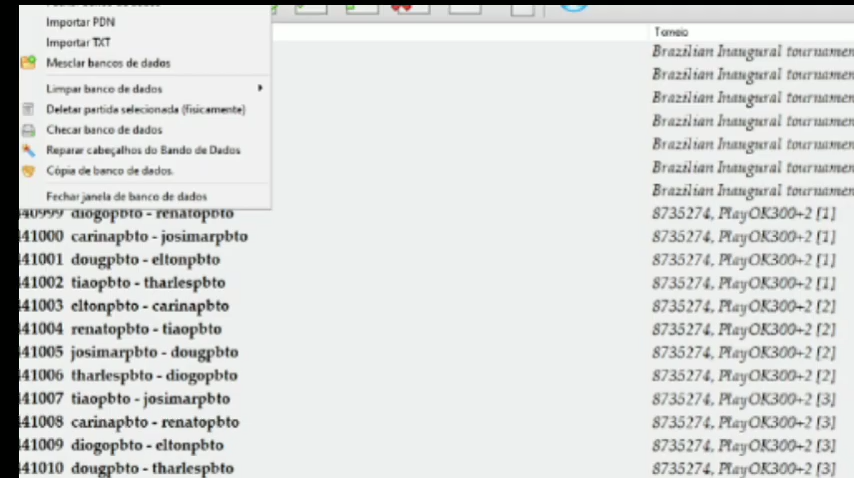 Importar PDN
Importar TXT
Mesclar bancos de dados
Limpar banco de dados
Deletar partida selecionada (fisicamente)
Checar banco de dados
Reparar cabeçalhos do Bando de Dados
Cópia de banco de dados.
Fechar janela de banco de dados
Torneio
Brazilian Inaugural tournamen
Brazilian Inaugural tournamen
Brazilian Inaugural tournamen
Brazilian Inaugural tournamen
Brazilian Inaugural tournamen
Brazilian Inaugural tournamen
Brazilian Inaugural tournamen
40999 diogopbto - renatopbto 8735274, PlayOK300+2 [1]
41000 carinapbto - josimarpbto 8735274, PlayOK300+2 [1]
41001 dougpbto - eltonpbto 8735274, PlayOK300+2 [1]
41002 tiaopbto - tharlespbto 8735274, PlayOK300+2 [1]
41003 eltonpbto - carinapbto 8735274, PlayOK300+2 [2]
41004 renatopbto - tiaopbto 8735274, PlayOK300+2 [2]
41005 josimarpbto - dougpbto 8735274, PlayOK300+2 [2]
41006 tharlespbto - diogopbto 8735274, PlayOK300+2 [2]
41007 tiaopbto - josimarpbto 8735274, PlayOK300+2 [3]
41008 carinapbto - renatopbto 8735274, PlayOK300+2 [3]
41009 diogopbto - eltonpbto 8735274, PlayOK300+2 [3]
41010 dougpbto - tharlespbto 8735274, PlayOK300+2 [3]